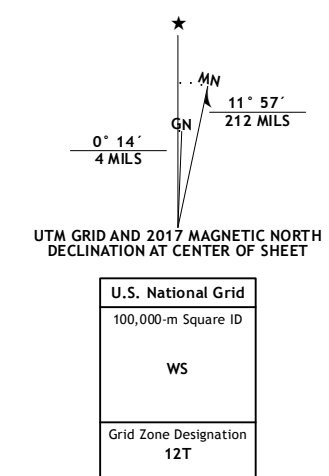 ★
MN
GN
11° 57´
212 MILS
0° 14´
4 MILS
UTM GRID AND 2017 MAGNETIC NORTH
DECLINATION AT CENTER OF SHEET
U.S. National Grid
100,000-m Square ID
WS
Grid Zone Designation
12T